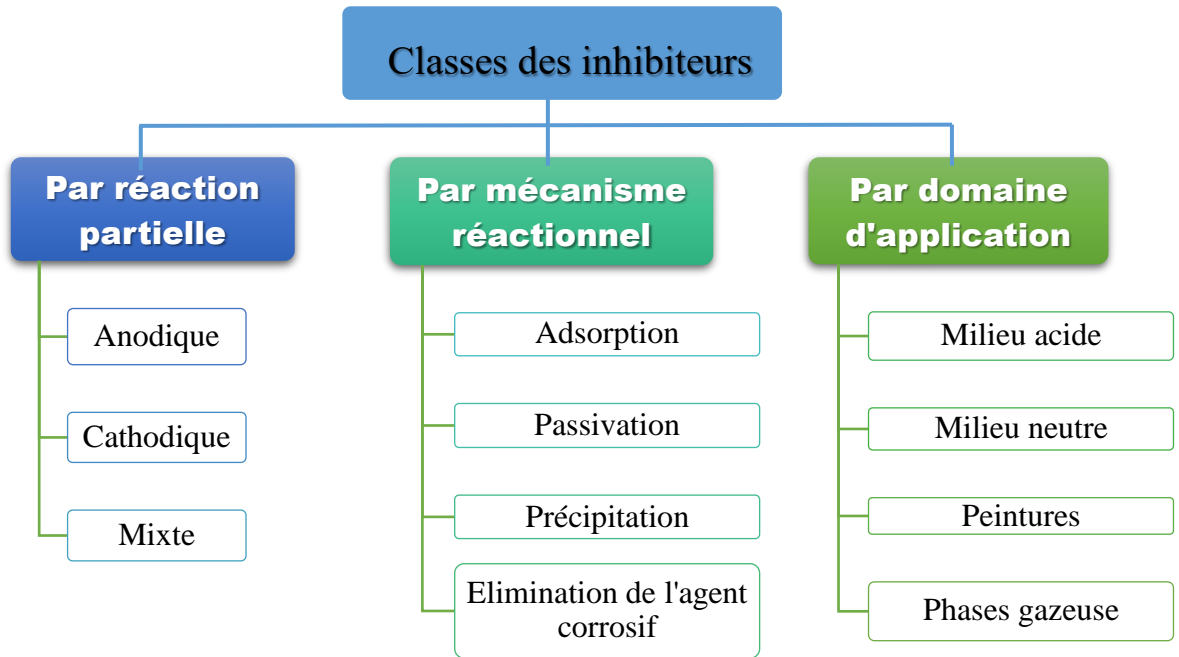 Classes des inhibiteurs
Par réaction
partielle
Anodique
Cathodique
Mixte
Par mécanisme
réactionnel
Adsorption
Passivation
Précipitation
Elimination de l'agent
corrosif
Par domaine
d'application
Milieu acide
Milieu neutre
Peintures
Phases gazeuse